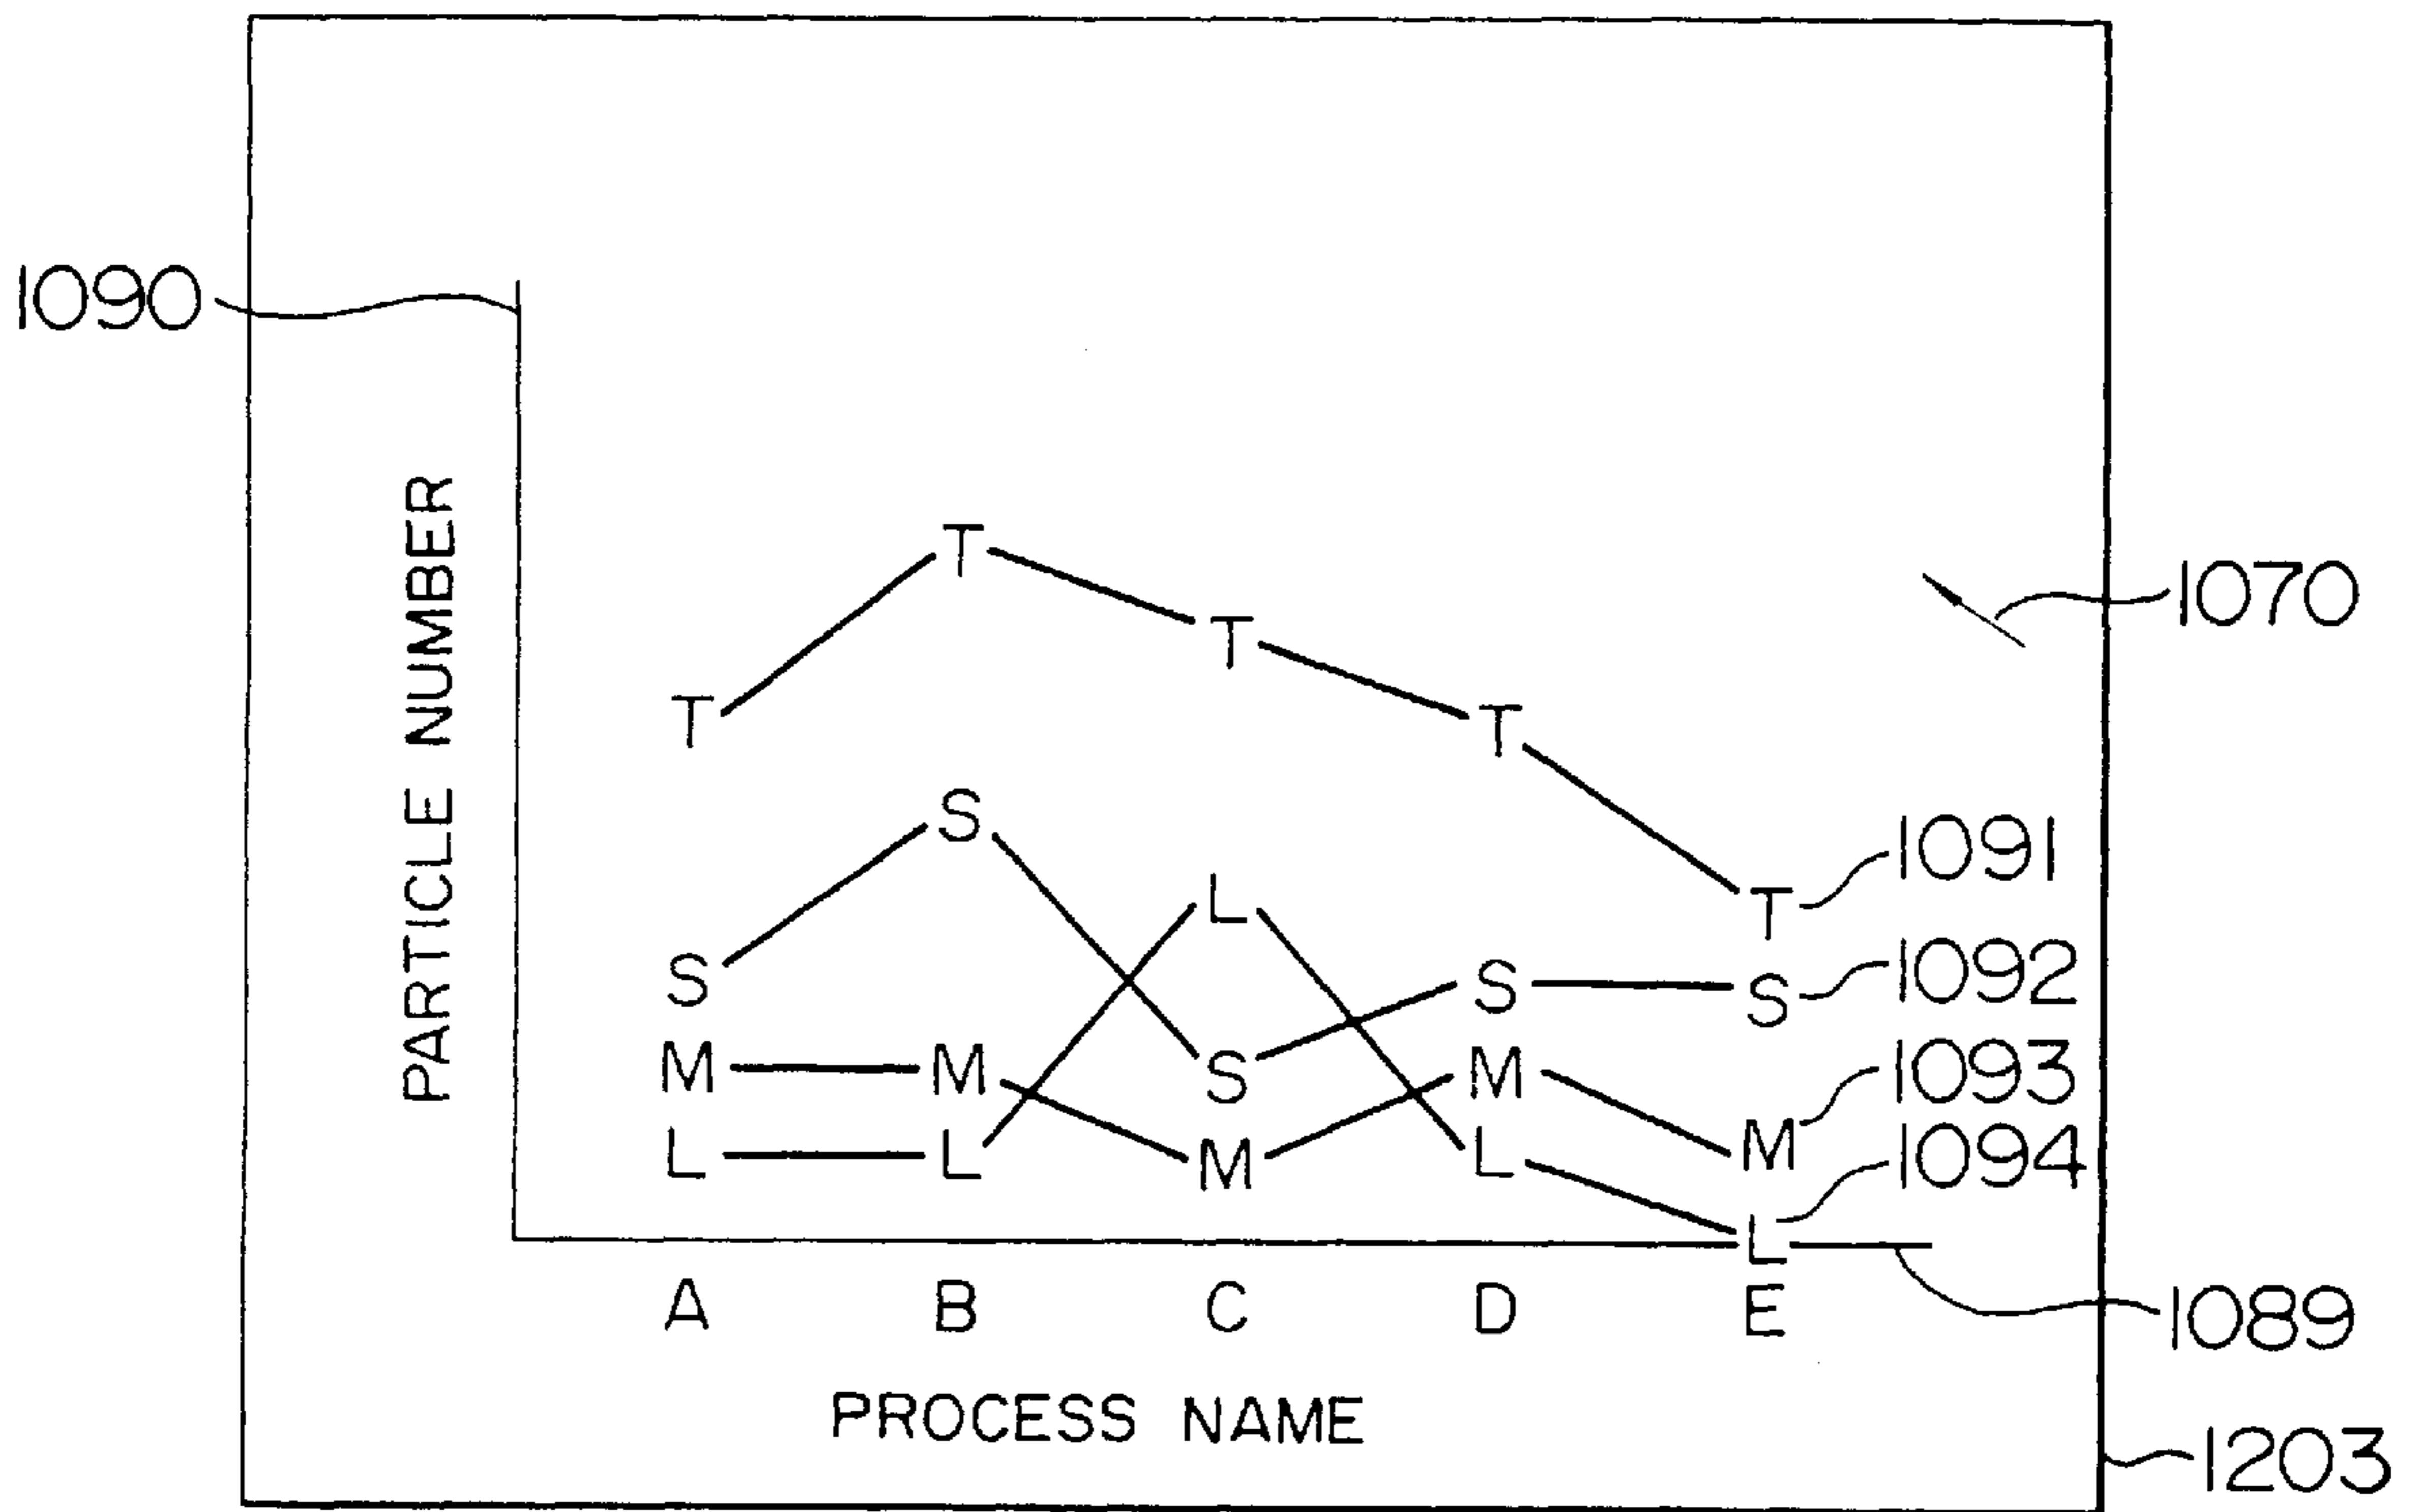 1090
PARTICLE NUMBER
T
T
1070
T
T
T
S
1091
L
T
1092
S
S
S
M
M
S
M
1093
L
L
M
L
M
1094
L
A B C D E
1089
PROCESS NAME
1203